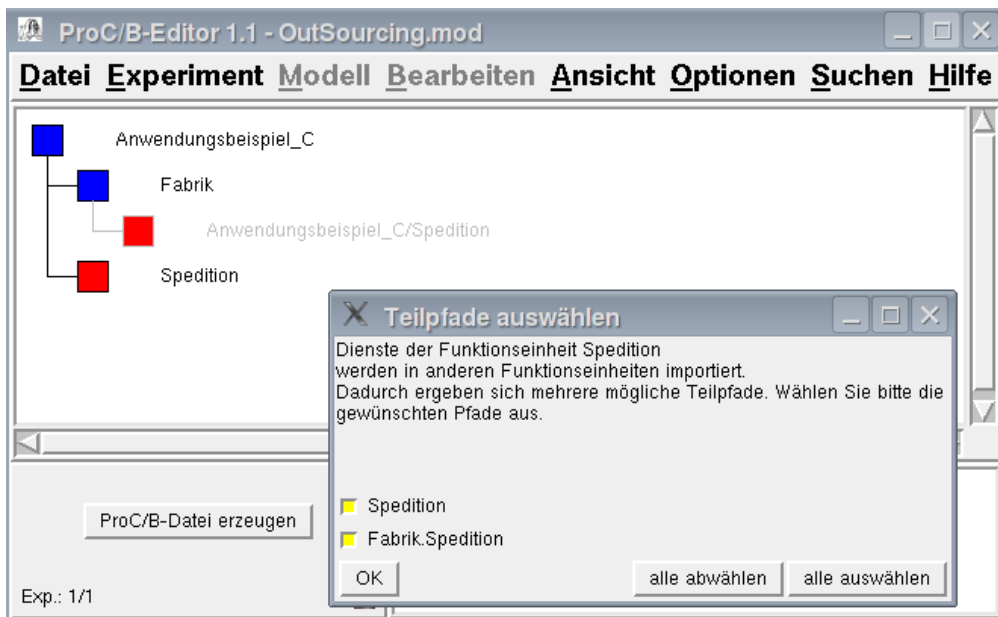 ProC/B-Editor 1.1 - OutSourcing.mod
Datei Experiment Modell Bearbeiten Ansicht Optionen Suchen Hilfe
Anwendungsbeispiel_C
Fabrik
Anwendungsbeispiel_C/Spedition
Spedition
Teilpfade auswählen
Dienste der Funktionseinheit Spedition
werden in anderen Funktionseinheiten importiert.
Dadurch ergeben sich mehrere mögliche Teilpfade. Wählen Sie bitte die
gewünschten Pfade aus.
Spedition
Fabrik.Spedition
OK alle abwählen alle auswählen
ProC/B-Datei erzeugen
Exp.: 1/1